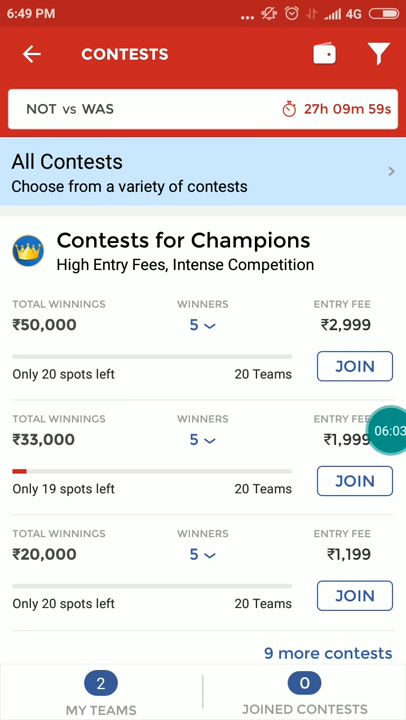 6:49 PM ... 4G
CONTESTS
NOT vs WAS 27h 09m 59s
All Contests
Choose from a variety of contests
Contests for Champions
High Entry Fees, Intense Competition
TOTAL WINNINGS WINNERS ENTRY FEE
₹50,000 5 ₹2,999
JOIN
Only 20 spots left 20 Teams
TOTAL WINNINGS WINNERS ENTRY FEE
₹33,000 5 ₹1,999
06:03
JOIN
Only 19 spots left 20 Teams
TOTAL WINNINGS WINNERS ENTRY FEE
₹20,000 5 ₹1,199
JOIN
Only 20 spots left 20 Teams
9 more contests
2 0
MY TEAMS JOINED CONTESTS